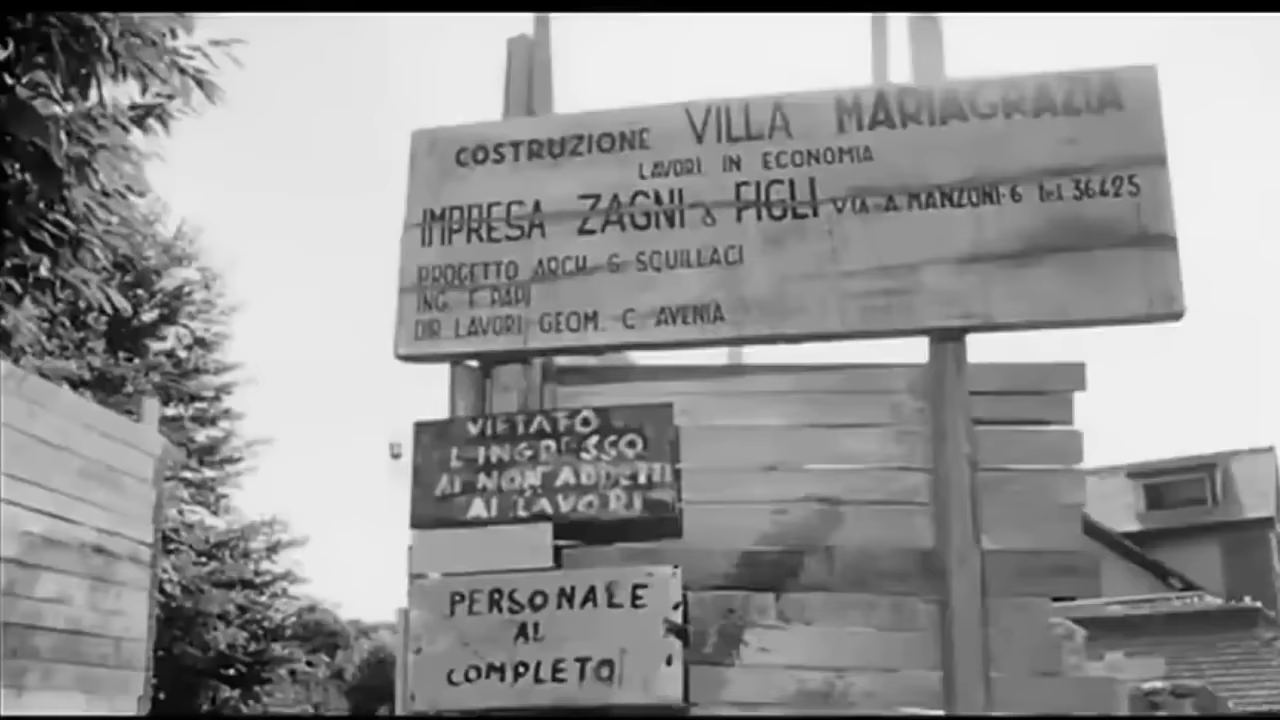 COSTRUZIONE VILLA MARIAGRAZIA
LAVORI IN ECONOMIA
IMPRESA ZAGNI & FIGLI VIA A. MANZONI·6 tel 36425
PROGETTO ARCH. G SQUILLACI
ING. F PAPI
DIR LAVORI GEOM. C AVENIA
VIETATO
L'INGRESSO
AI NON ADDETTI
AI LAVORI
PERSONALE
AL
COMPLETO